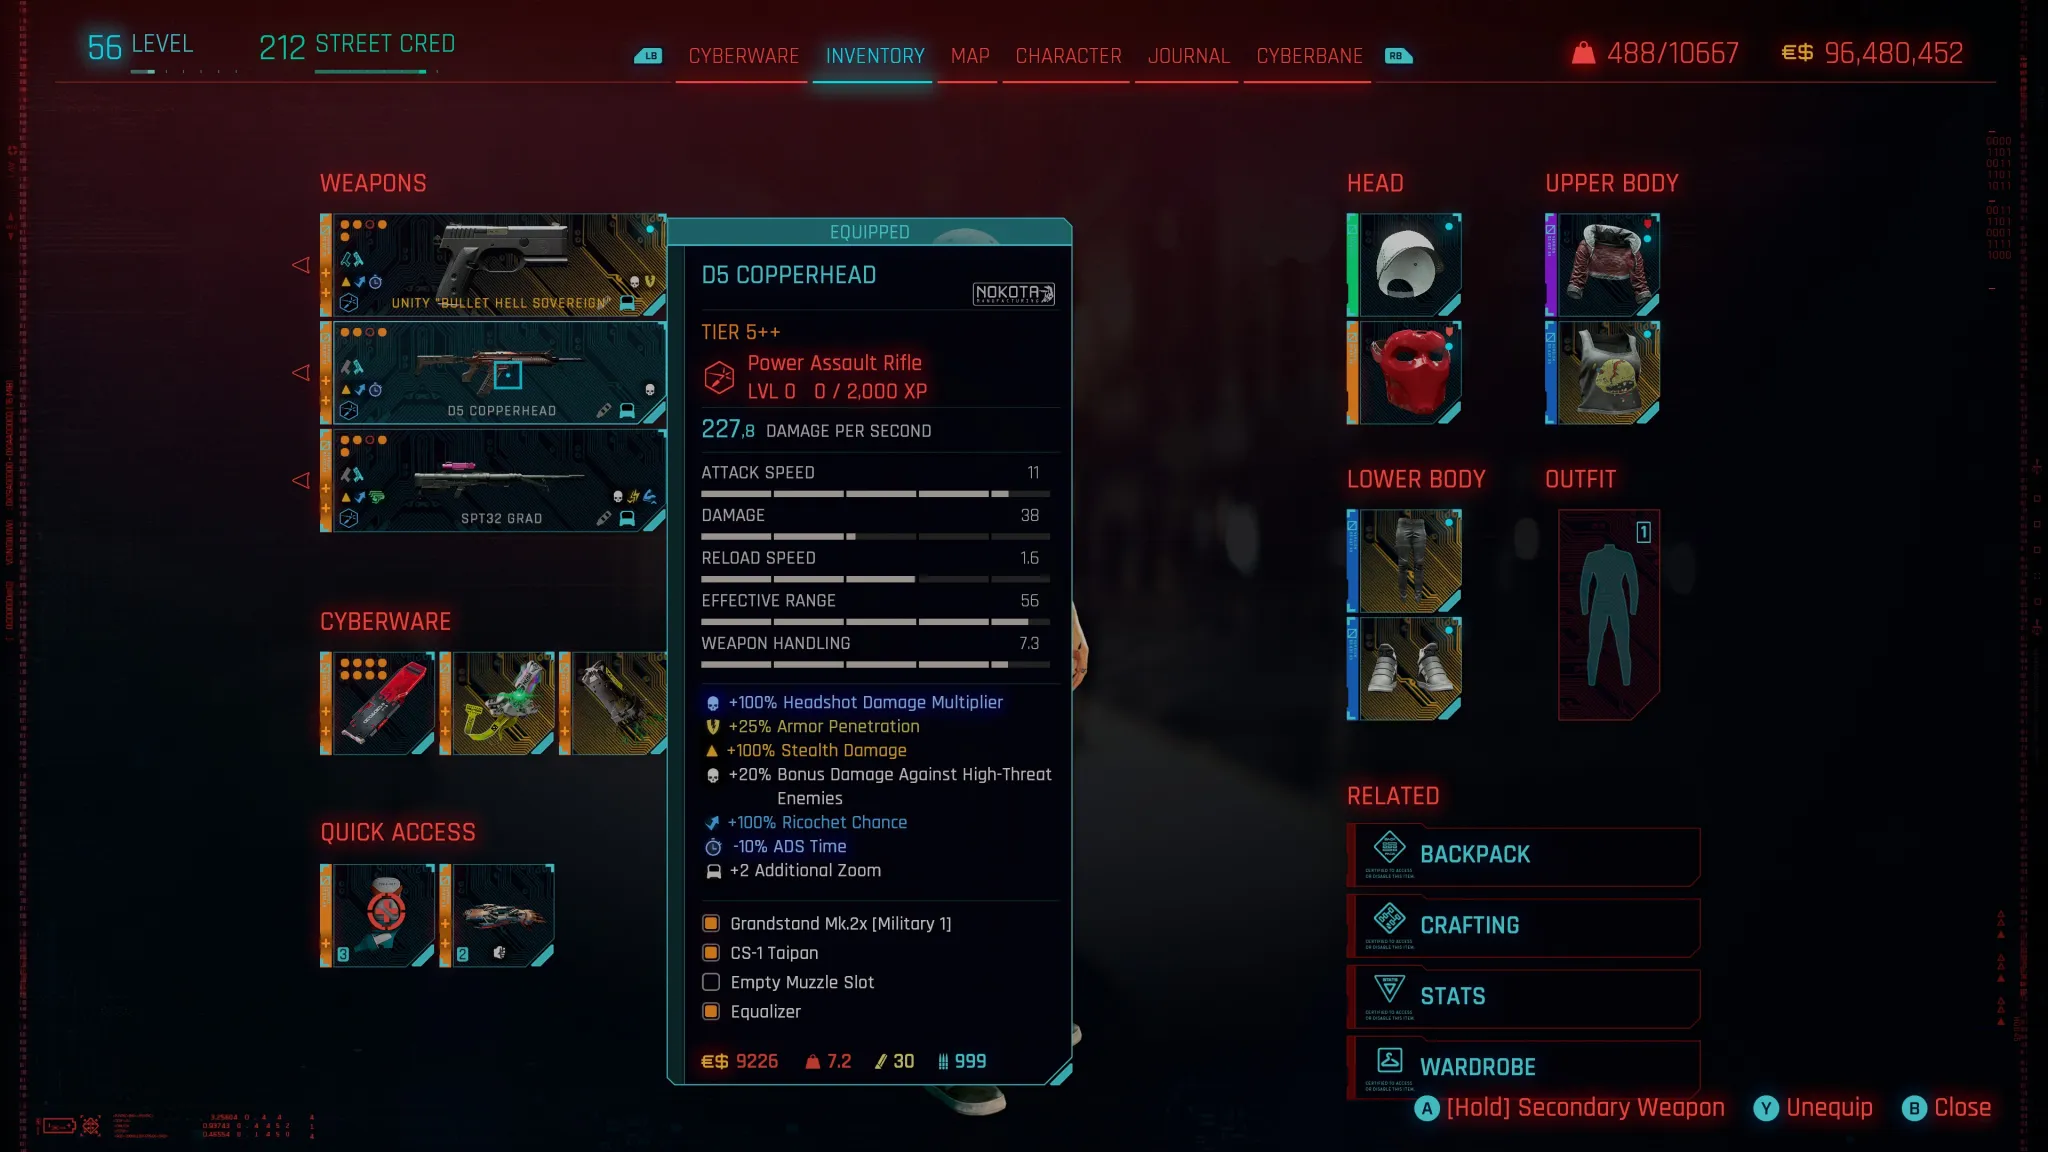 56 LEVEL
212 STREET CRED
LB
CYBERWARE
INVENTORY
MAP
CHARACTER
JOURNAL
CYBERBANE
RB
488/10667
€$ 96,480,452
WEAPONS
UNITY "BULLET HELL SOVEREIGN"
D5 COPPERHEAD
SPT32 GRAD
CYBERWARE
QUICK ACCESS
3
2
EQUIPPED
D5 COPPERHEAD
NOKOTA
MANUFACTURING
TIER 5++
Power Assault Rifle
LVL 0 0 / 2,000 XP
227,8 DAMAGE PER SECOND
ATTACK SPEED 11
DAMAGE 38
RELOAD SPEED 1.6
EFFECTIVE RANGE 56
WEAPON HANDLING 7.3
+100% Headshot Damage Multiplier
+25% Armor Penetration
+100% Stealth Damage
+20% Bonus Damage Against High-Threat
Enemies
+100% Ricochet Chance
-10% ADS Time
+2 Additional Zoom
Grandstand Mk.2x [Military 1]
CS-1 Taipan
Empty Muzzle Slot
Equalizer
€$ 9226 7.2 30 999
HEAD
UPPER BODY
LOWER BODY
OUTFIT
1
RELATED
BACKPACK
CRAFTING
STATS
WARDROBE
A [Hold] Secondary Weapon
Y Unequip
B Close